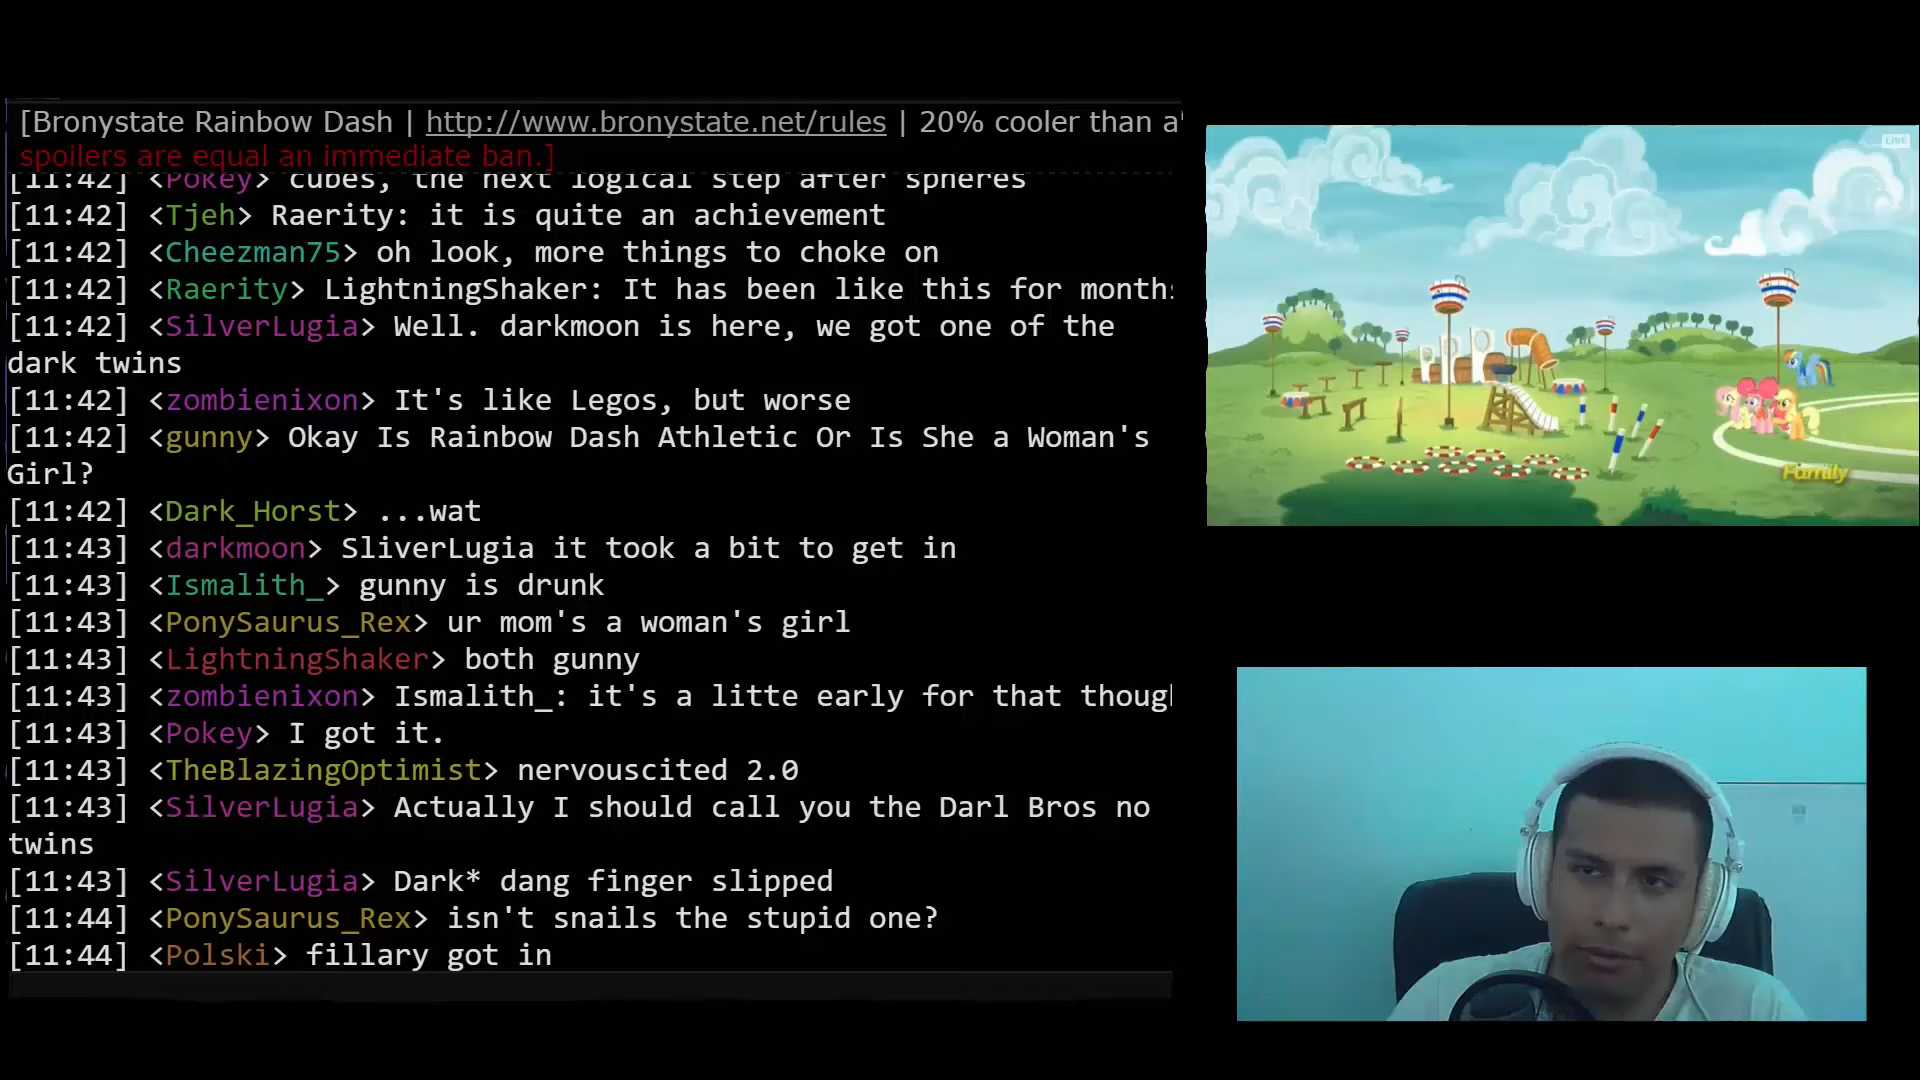 [Bronystate Rainbow Dash | http://www.bronystate.net/rules | 20% cooler than a
spoilers are equal an immediate ban.]
[11:42] <Pokey> cubes, the next logical step after spheres
[11:42] <Tjeh> Raerity: it is quite an achievement
[11:42] <Cheezman75> oh look, more things to choke on
[11:42] <Raerity> LightningShaker: It has been like this for months
[11:42] <SilverLugia> Well. darkmoon is here, we got one of the
dark twins
[11:42] <zombienixon> It's like Legos, but worse
[11:42] <gunny> Okay Is Rainbow Dash Athletic Or Is She a Woman's
Girl?
[11:42] <Dark_Horst> ...wat
[11:43] <darkmoon> SliverLugia it took a bit to get in
[11:43] <Ismalith_> gunny is drunk
[11:43] <PonySaurus_Rex> ur mom's a woman's girl
[11:43] <LightningShaker> both gunny
[11:43] <zombienixon> Ismalith_: it's a litte early for that though
[11:43] <Pokey> I got it.
[11:43] <TheBlazingOptimist> nervouscited 2.0
[11:43] <SilverLugia> Actually I should call you the Darl Bros no
twins
[11:43] <SilverLugia> Dark* dang finger slipped
[11:44] <PonySaurus_Rex> isn't snails the stupid one?
[11:44] <Polski> fillary got in
LIVE
Family